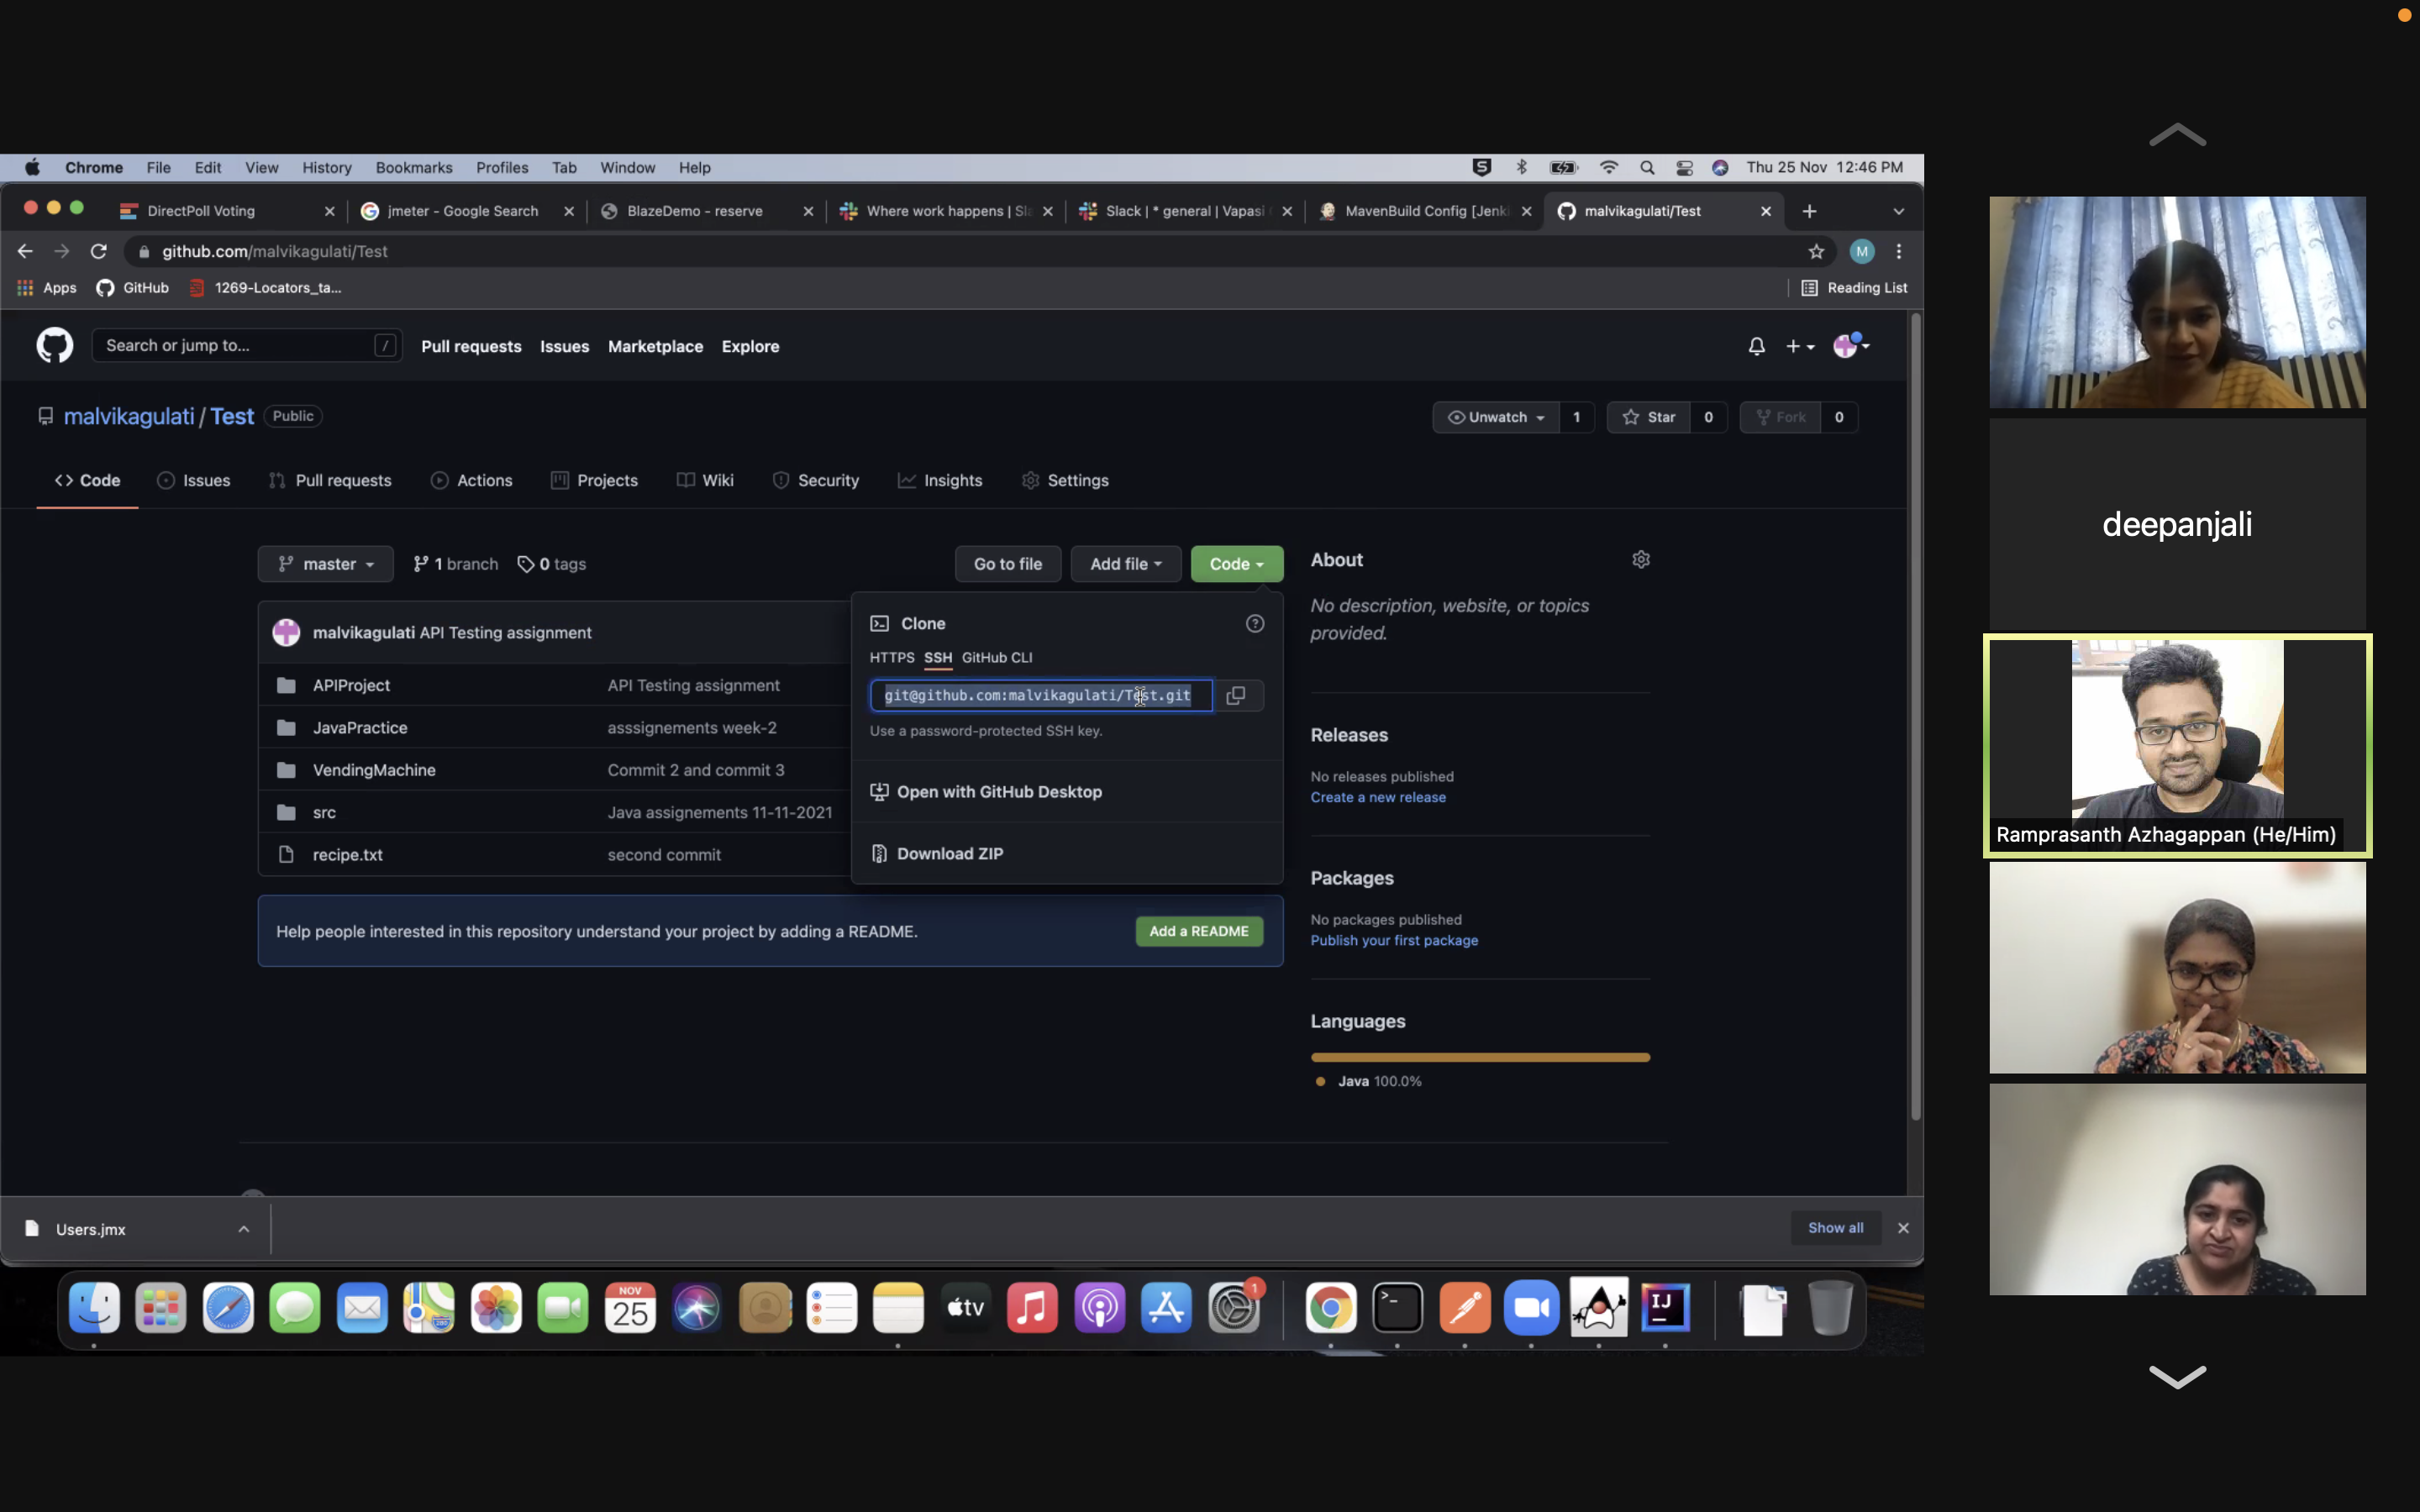 Chrome File Edit View History Bookmarks Profiles Tab Window Help Thu 25 Nov 12:46 PM
DirectPoll Voting jmeter - Google Search BlazeDemo - reserve Where work happens | Sla Slack | * general | Vapasi MavenBuild Config [Jenki malvikagulati/Test
github.com/malvikagulati/Test M
Apps GitHub 1269-Locators_ta... Reading List
Search or jump to... / Pull requests Issues Marketplace Explore
malvikagulati / Test Public Unwatch 1 Star 0 Fork 0
Code Issues Pull requests Actions Projects Wiki Security Insights Settings
master 1 branch 0 tags Go to file Add file Code
malvikagulati API Testing assignment
APIProject API Testing assignment
JavaPractice asssignements week-2
VendingMachine Commit 2 and commit 3
src Java assignements 11-11-2021
recipe.txt second commit
Clone
HTTPS SSH GitHub CLI
git@github.com:malvikagulati/Test.git
Use a password-protected SSH key.
Open with GitHub Desktop
Download ZIP
Help people interested in this repository understand your project by adding a README. Add a README
About
No description, website, or topics
provided.
Releases
No releases published
Create a new release
Packages
No packages published
Publish your first package
Languages
Java 100.0%
Users.jmx Show all
NOV
25
280
tv
1
>_
IJ
deepanjali
Ramprasanth Azhagappan (He/Him)